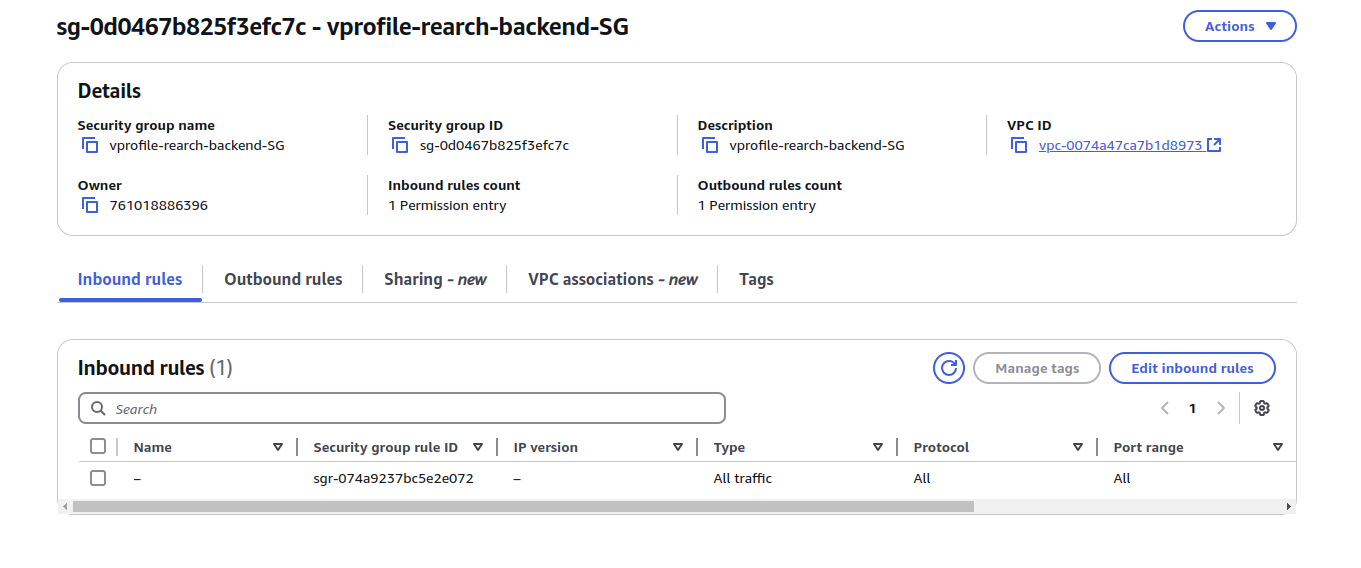 sg-0d0467b825f3efc7c - vprofile-rearch-backend-SG
Actions
Details
Security group name
vprofile-rearch-backend-SG
Security group ID
sg-0d0467b825f3efc7c
Description
vprofile-rearch-backend-SG
VPC ID
vpc-0074a47ca7b1d8973
Owner
761018886396
Inbound rules count
1 Permission entry
Outbound rules count
1 Permission entry
Inbound rules
Outbound rules
Sharing - new
VPC associations - new
Tags
Inbound rules (1)
Manage tags
Edit inbound rules
Search
1
Name Security group rule ID IP version Type Protocol Port range
– sgr-074a9237bc5e2e072 – All traffic All All